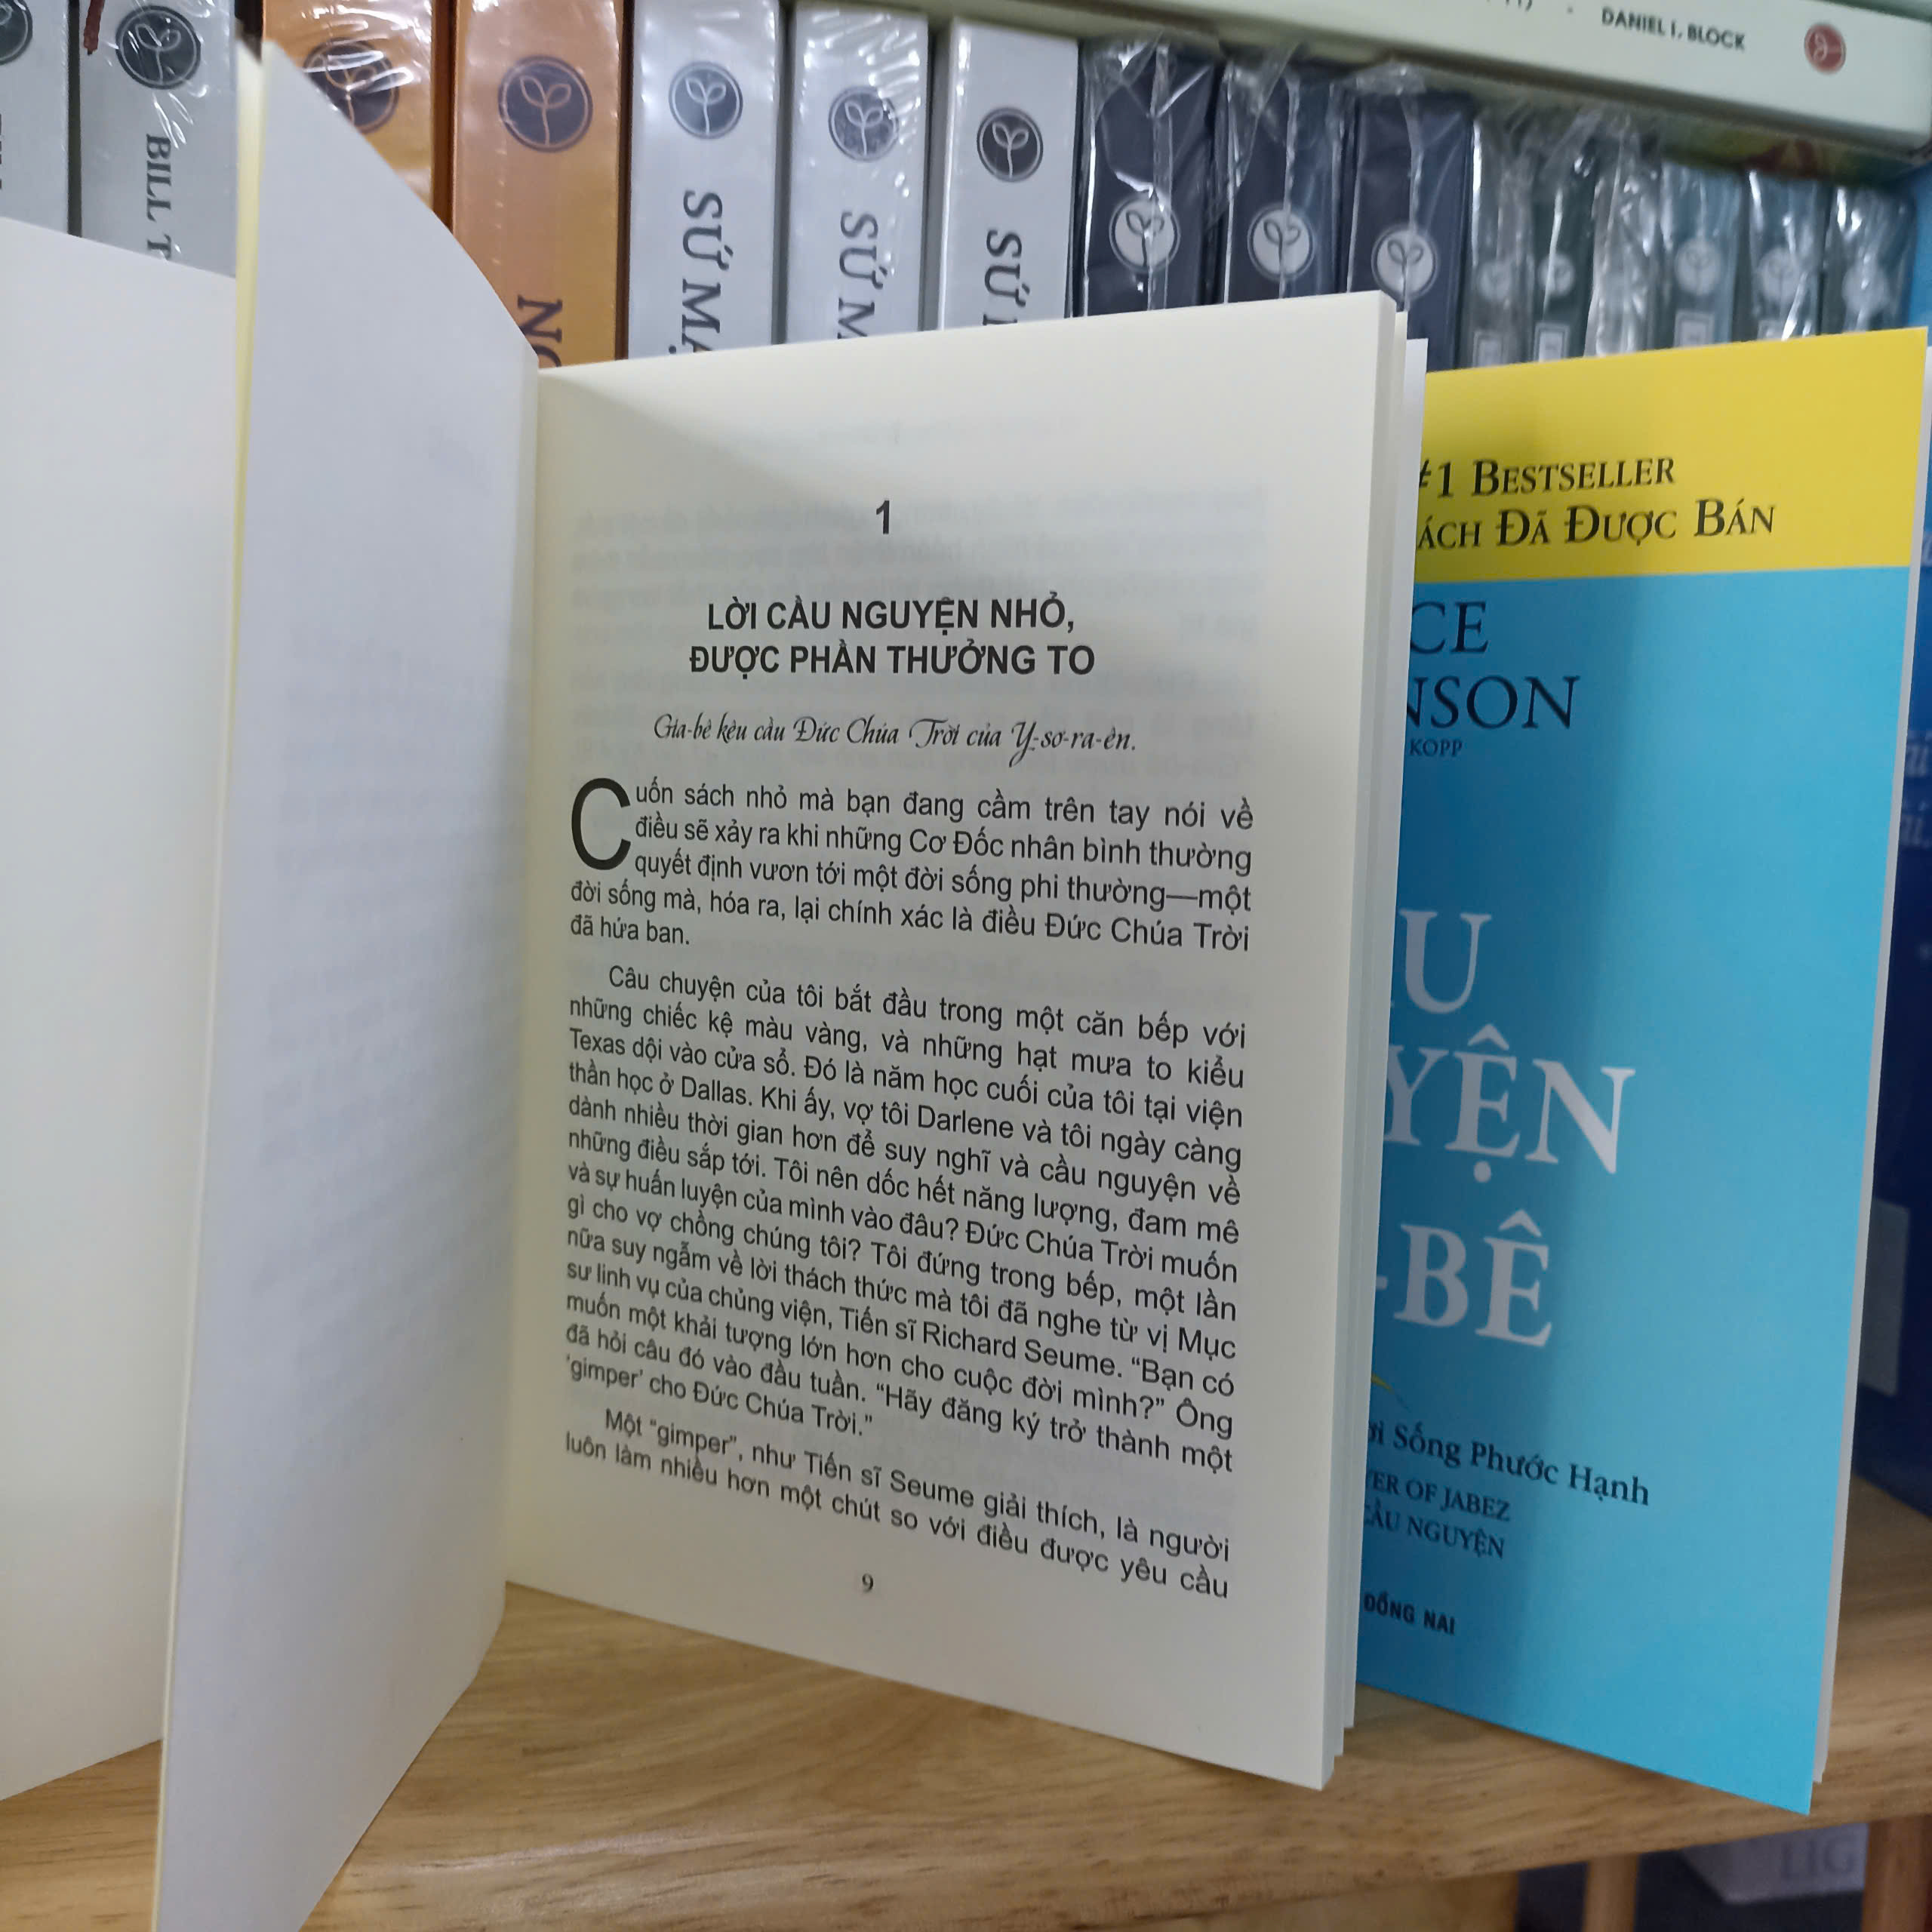 DANIEL I. BLOCK
BILL T
NG
SỨ MẠ
SỨ M
SỨ
1
LỜI CẦU NGUYỆN NHỎ,
ĐƯỢC PHẦN THƯỞNG TO
Gia-bê kêu cầu Đức Chúa Trời của Y-sơ-ra-ên.
Cuốn sách nhỏ mà bạn đang cầm trên tay nói về
điều sẽ xảy ra khi những Cơ Đốc nhân bình thường
quyết định vươn tới một đời sống phi thường—một
đời sống mà, hóa ra, lại chính xác là điều Đức Chúa Trời
đã hứa ban.
Câu chuyện của tôi bắt đầu trong một căn bếp với
những chiếc kệ màu vàng, và những hạt mưa to kiểu
Texas dội vào cửa sổ. Đó là năm học cuối của tôi tại viện
thần học ở Dallas. Khi ấy, vợ tôi Darlene và tôi ngày càng
dành nhiều thời gian hơn để suy nghĩ và cầu nguyện về
những điều sắp tới. Tôi nên dốc hết năng lượng, đam mê
và sự huấn luyện của mình vào đâu? Đức Chúa Trời muốn
gì cho vợ chồng chúng tôi? Tôi đứng trong bếp, một lần
nữa suy ngẫm về lời thách thức mà tôi đã nghe từ vị Mục
sư linh vụ của chủng viện, Tiến sĩ Richard Seume. “Bạn có
muốn một khải tượng lớn hơn cho cuộc đời mình?” Ông
đã hỏi câu đó vào đầu tuần. “Hãy đăng ký trở thành một
‘gimper’ cho Đức Chúa Trời.”
Một “gimper”, như Tiến sĩ Seume giải thích, là người
luôn làm nhiều hơn một chút so với điều được yêu cầu
9
#1 BESTSELLER
ÁCH ĐÃ ĐƯỢC BÁN
CE
NSON
KOPP
ẦU
YỆN
-BÊ
ời Sống Phước Hạnh
YER OF JABEZ
CẦU NGUYỆN
ĐỒNG NAI
LIG